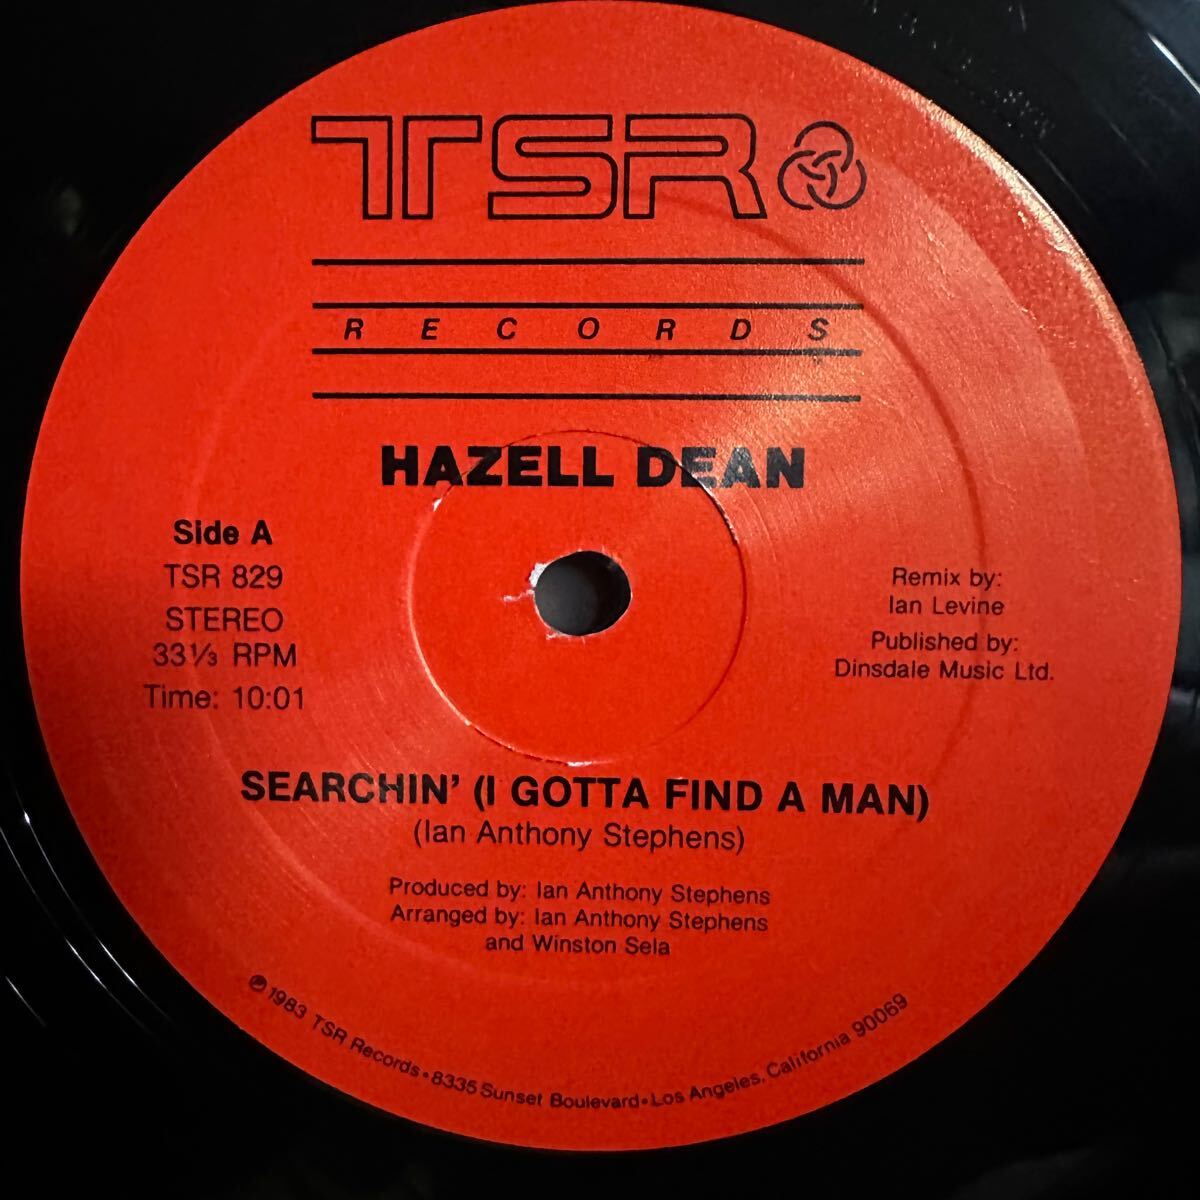 TSR
RECORDS
HAZELL DEAN
Side A
TSR 829
STEREO
33⅓ RPM
Time: 10:01
Remix by:
Ian Levine
Published by:
Dinsdale Music Ltd.
SEARCHIN' (I GOTTA FIND A MAN)
(Ian Anthony Stephens)
Produced by: Ian Anthony Stephens
Arranged by: Ian Anthony Stephens
and Winston Sela
℗ 1983 TSR Records • 8335 Sunset Boulevard • Los Angeles, California 90069